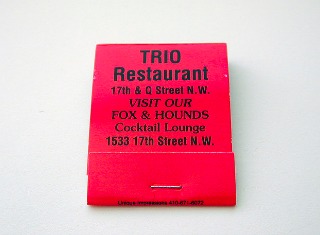 TRIO
Restaurant
17th & Q Street N.W.
VISIT OUR
FOX & HOUNDS
Cocktail Lounge
1533 17th Street N.W.